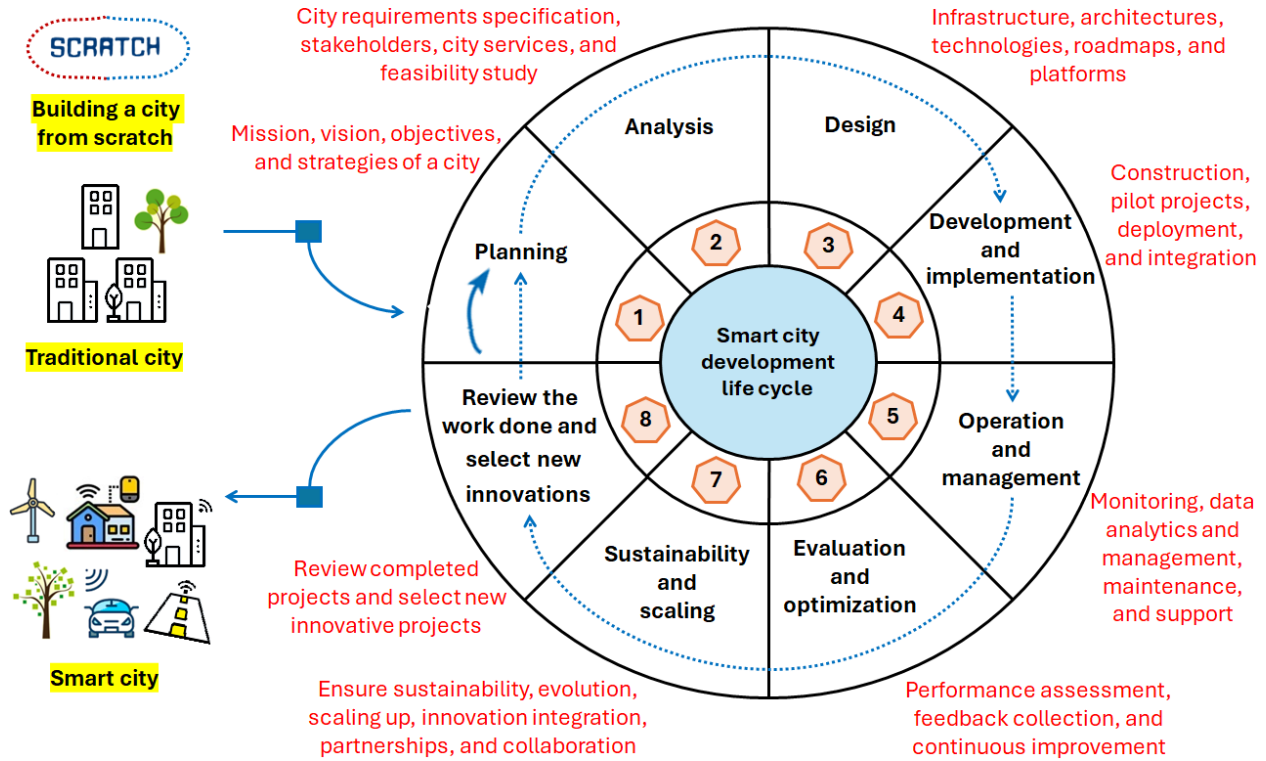 SCRATCH
Building a city
from scratch
Traditional city
Smart city
City requirements specification,
stakeholders, city services, and
feasibility study
Mission, vision, objectives,
and strategies of a city
Infrastructure, architectures,
technologies, roadmaps, and
platforms
Construction,
pilot projects,
deployment,
and integration
Monitoring, data
analytics and
management,
maintenance,
and support
Performance assessment,
feedback collection, and
continuous improvement
Ensure sustainability, evolution,
scaling up, innovation integration,
partnerships, and collaboration
Review completed
projects and select new
innovative projects
Smart city
development
life cycle
1
Planning
2
Analysis
3
Design
4
Development
and
implementation
5
Operation
and
management
6
Evaluation
and
optimization
7
Sustainability
and
scaling
8
Review the
work done and
select new
innovations